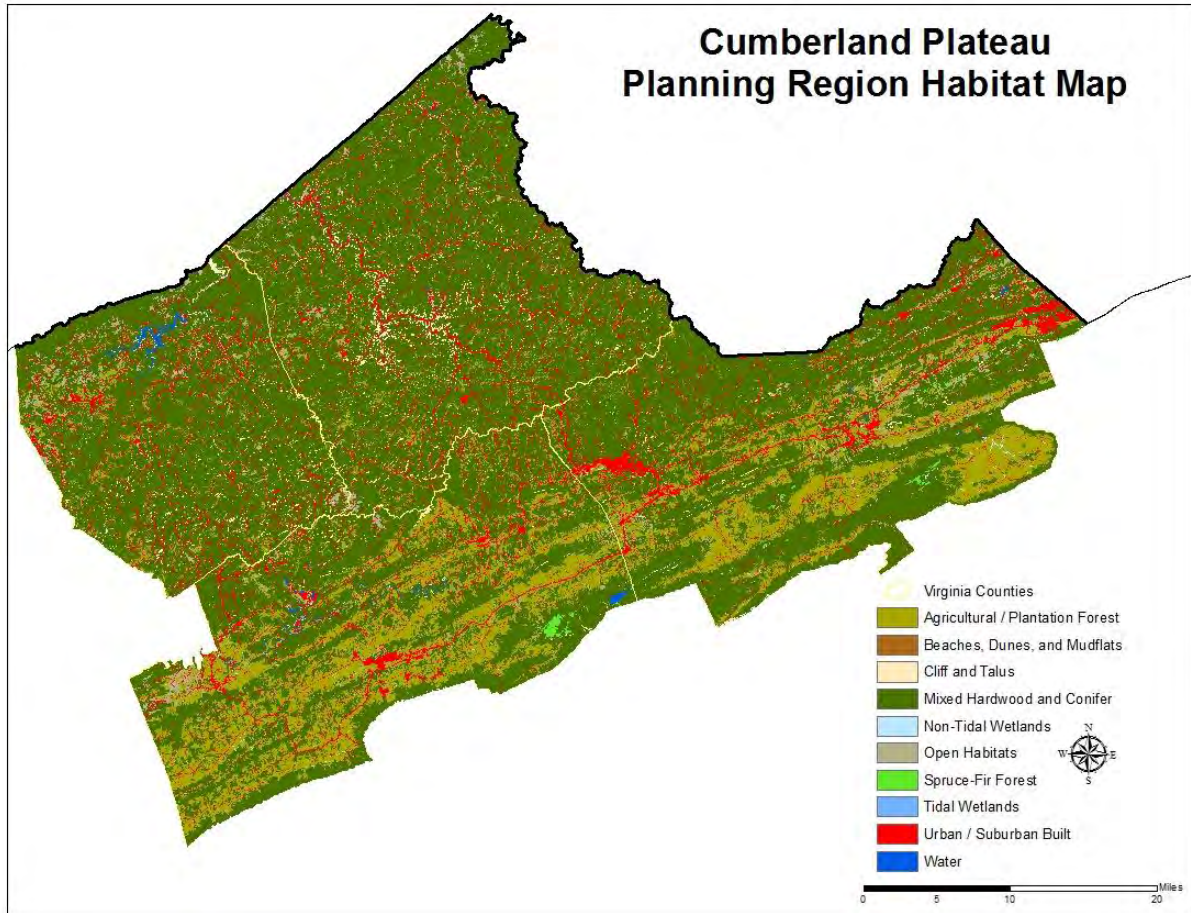 Cumberland Plateau
Planning Region Habitat Map
Virginia Counties
Agricultural / Plantation Forest
Beaches, Dunes, and Mudflats
Cliff and Talus
Mixed Hardwood and Conifer
Non-Tidal Wetlands
Open Habitats
Spruce-Fir Forest
Tidal Wetlands
Urban / Suburban Built
Water
N
W E
S
Miles
0 5 10 20